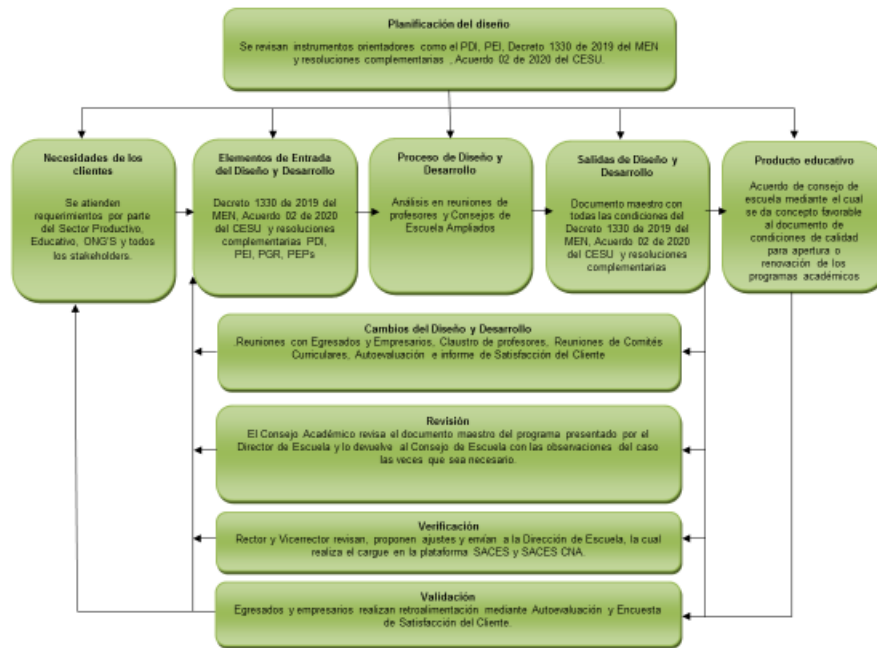 Planificación del diseño
Se revisan instrumentos orientadores como el PDI, PEI, Decreto 1330 de 2019 del MEN
y resoluciones complementarias , Acuerdo 02 de 2020 del CESU.
Necesidades de los
clientes
Se atienden
requerimientos por parte
del Sector Productivo,
Educativo, ONG'S y todos
los stakeholders.
Elementos de Entrada
del Diseño y Desarrollo
Decreto 1330 de 2019 del
MEN, Acuerdo 02 de 2020
del CESU y resoluciones
complementarias PDI,
PEI, PGR, PEPs
Proceso de Diseño y
Desarrollo
Análisis en reuniones de
profesores y Consejos de
Escuela Ampliados
Salidas de Diseño y
Desarrollo
Documento maestro con
todas las condiciones del
Decreto 1330 de 2019 del
MEN, Acuerdo 02 de 2020
del CESU y resoluciones
complementarias
Producto educativo
Acuerdo de consejo de
escuela mediante el cual
se da concepto favorable
al documento de
condiciones de calidad
para apertura o
renovación de los
programas académicos
Cambios del Diseño y Desarrollo
.Reuniones con Egresados y Empresarios, Claustro de profesores, Reuniones de Comités
Curriculares, Autoevaluación e informe de Satisfacción del Cliente
Revisión
El Consejo Académico revisa el documento maestro del programa presentado por el
Director de Escuela y lo devuelve al Consejo de Escuela con las observaciones del caso
las veces que sea necesario.
Verificación
Rector y Vicerrector revisan, proponen ajustes y envían a la Dirección de Escuela, la cual
realiza el cargue en la plataforma SACES y SACES CNA.
Validación
Egresados y empresarios realizan retroalimentación mediante Autoevaluación y Encuesta
de Satisfacción del Cliente.